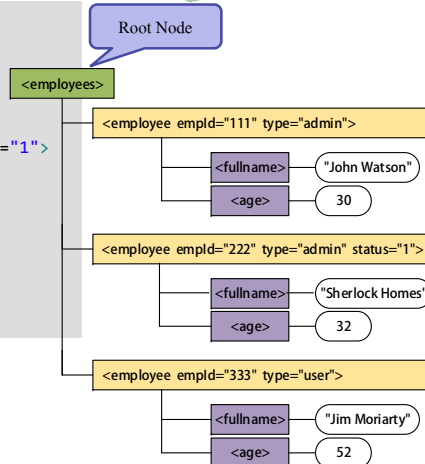 Root Node
<employees>
<employee empId="111" type="admin">
="1">
<fullname> "John Watson"
<age> 30
<employee empId="222" type="admin" status="1">
<fullname> "Sherlock Homes"
<age> 32
<employee empId="333" type="user">
<fullname> "Jim Moriarty"
<age> 52